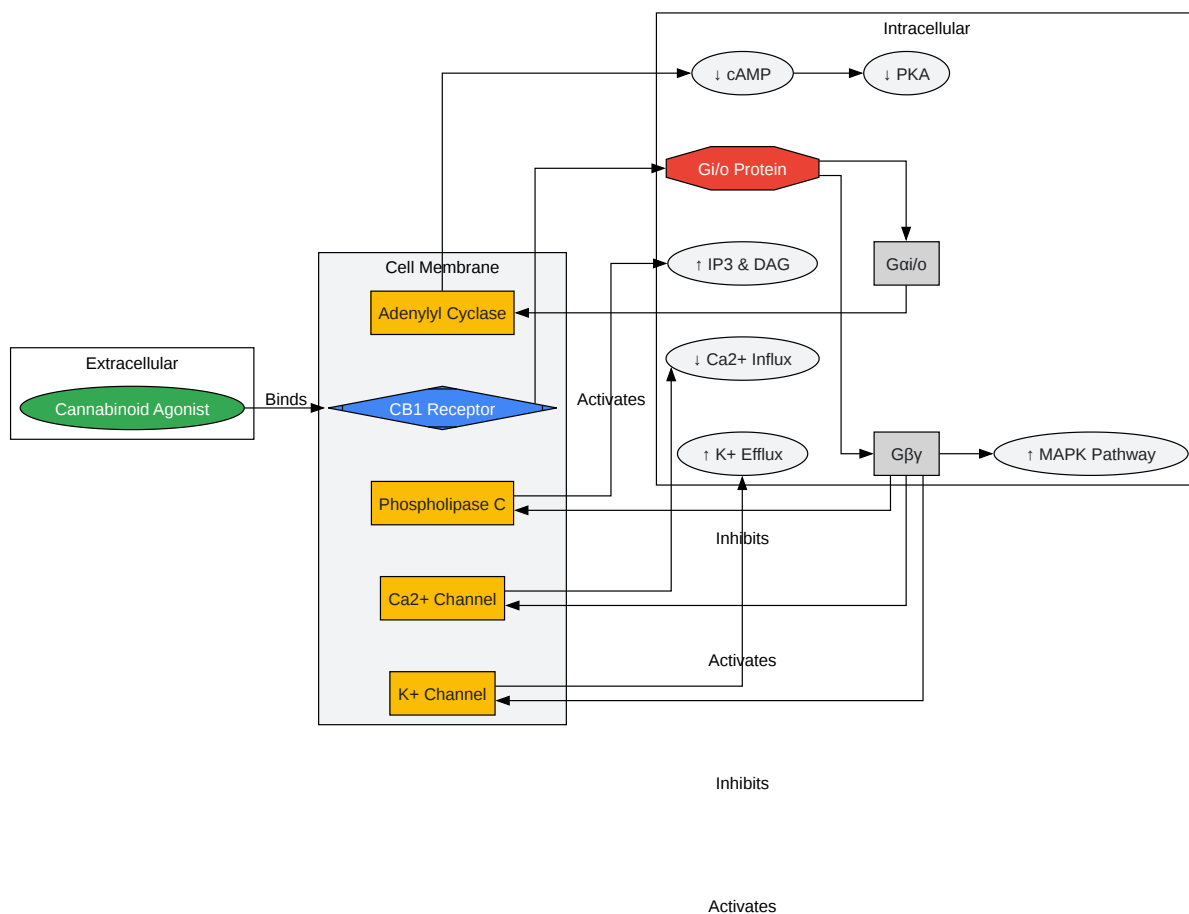 Intracellular
↓ cAMP
↓ PKA
Gi/o Protein
Cell Membrane
↑ IP3 & DAG
Gαi/o
Adenylyl Cyclase
Extracellular
↓ Ca2+ Influx
Cannabinoid Agonist
Binds
CB1 Receptor
Activates
↑ K+ Efflux
Gβγ
↑ MAPK Pathway
Phospholipase C
Inhibits
Ca2+ Channel
Activates
K+ Channel
Inhibits
Activates